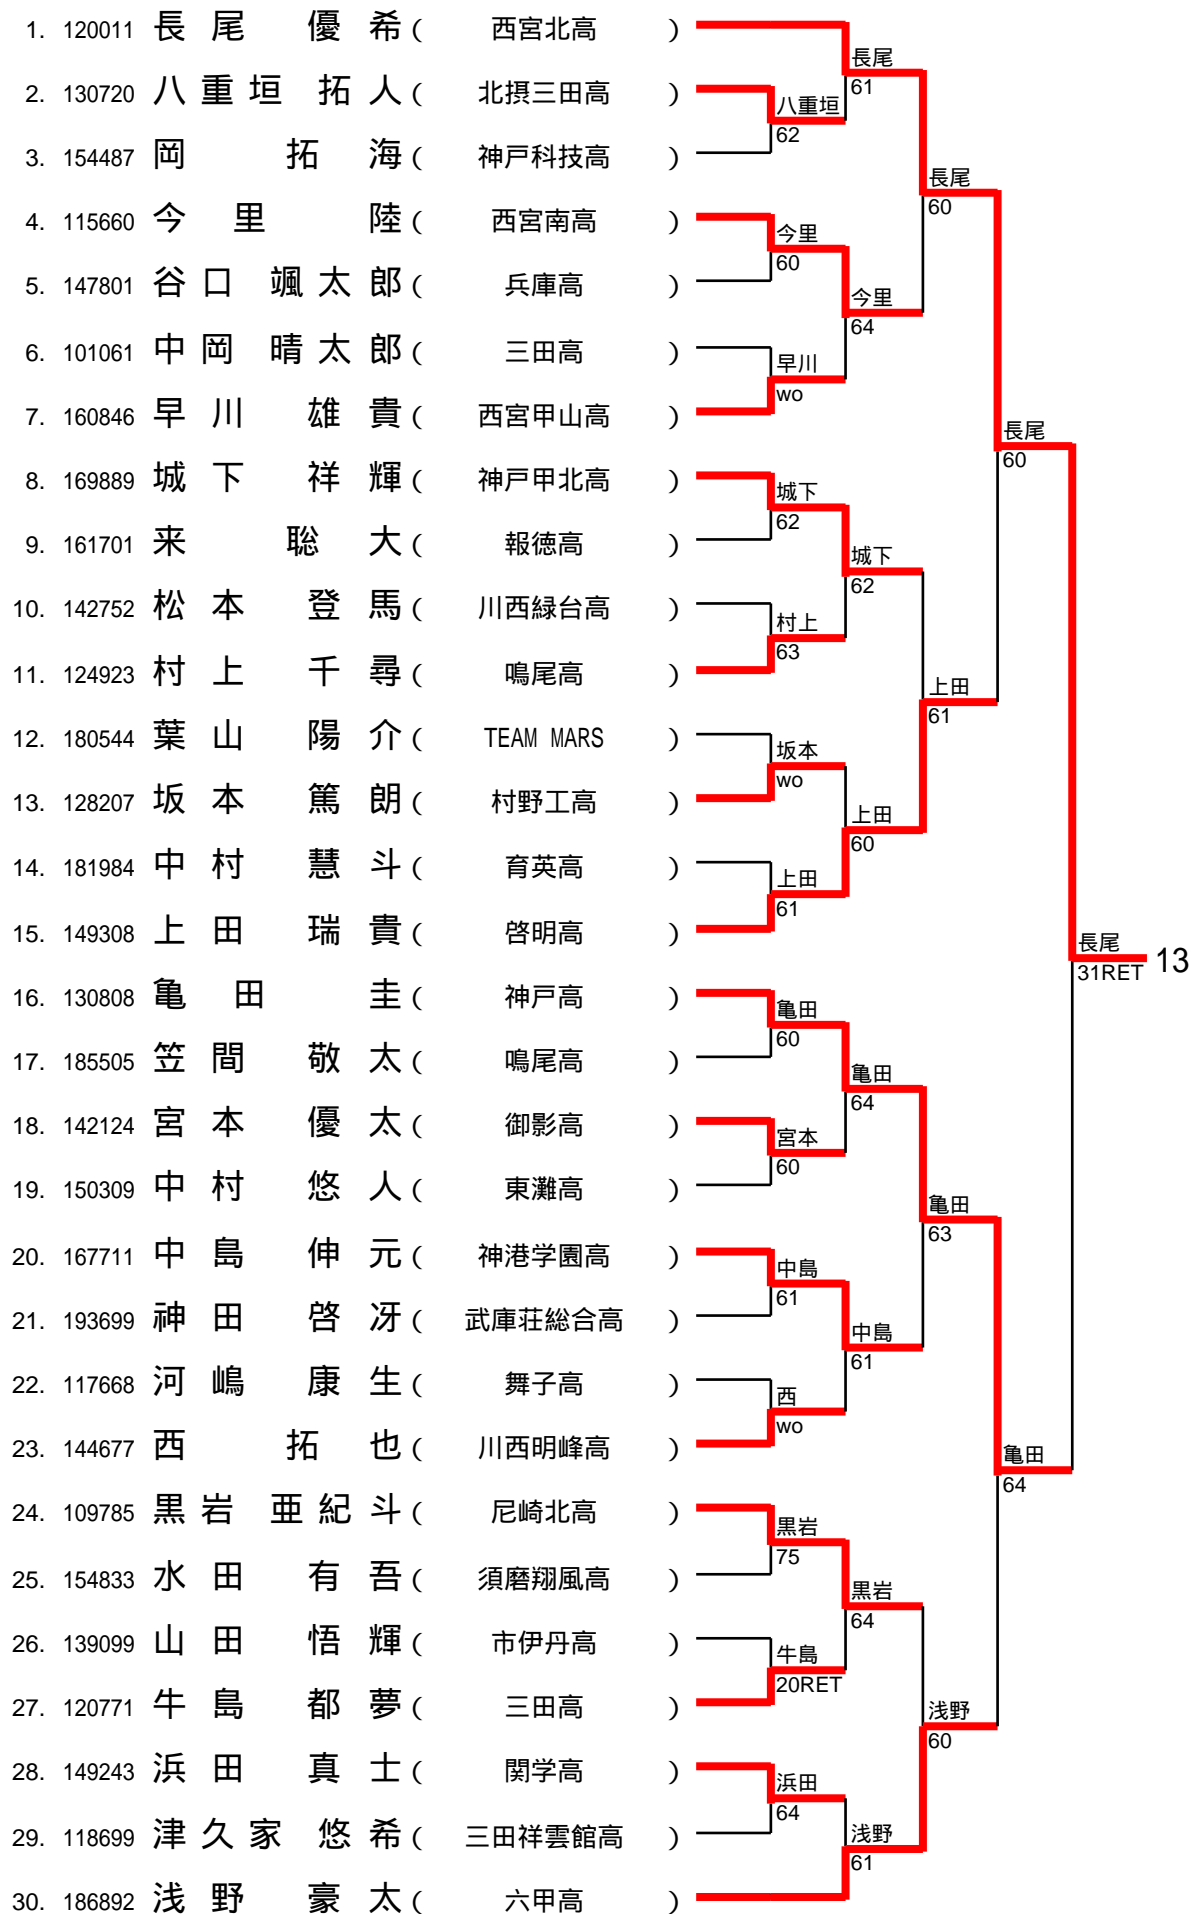 1. 120011 長尾 優希 ( 西宮北高 )
長尾
61
2. 130720 八重垣 拓人 ( 北摂三田高 )
八重垣
62
3. 154487 岡 拓海 ( 神戸科技高 )
長尾
60
4. 115660 今里 陸 ( 西宮南高 )
今里
60
5. 147801 谷口 颯太郎 ( 兵庫高 )
今里
64
6. 101061 中岡 晴太郎 ( 三田高 )
早川
wo
7. 160846 早川 雄貴 ( 西宮甲山高 )
長尾
60
8. 169889 城下 祥輝 ( 神戸甲北高 )
城下
62
9. 161701 来 聡大 ( 報徳高 )
城下
62
10. 142752 松本 登馬 ( 川西緑台高 )
村上
63
11. 124923 村上 千尋 ( 鳴尾高 )
上田
61
12. 180544 葉山 陽介 ( TEAM MARS )
坂本
wo
13. 128207 坂本 篤朗 ( 村野工高 )
上田
60
14. 181984 中村 慧斗 ( 育英高 )
上田
61
15. 149308 上田 瑞貴 ( 啓明高 )
長尾
31RET
13
16. 130808 亀田 圭 ( 神戸高 )
亀田
60
17. 185505 笠間 敬太 ( 鳴尾高 )
亀田
64
18. 142124 宮本 優太 ( 御影高 )
宮本
60
19. 150309 中村 悠人 ( 東灘高 )
亀田
63
20. 167711 中島 伸元 ( 神港学園高 )
中島
61
21. 193699 神田 啓冴 ( 武庫荘総合高 )
中島
61
22. 117668 河嶋 康生 ( 舞子高 )
西
wo
23. 144677 西 拓也 ( 川西明峰高 )
亀田
64
24. 109785 黒岩 亜紀斗 ( 尼崎北高 )
黒岩
75
25. 154833 水田 有吾 ( 須磨翔風高 )
黒岩
64
26. 139099 山田 悟輝 ( 市伊丹高 )
牛島
20RET
27. 120771 牛島 都夢 ( 三田高 )
浅野
60
28. 149243 浜田 真士 ( 関学高 )
浜田
64
29. 118699 津久家 悠希 ( 三田祥雲館高 )
浅野
61
30. 186892 浅野 豪太 ( 六甲高 )